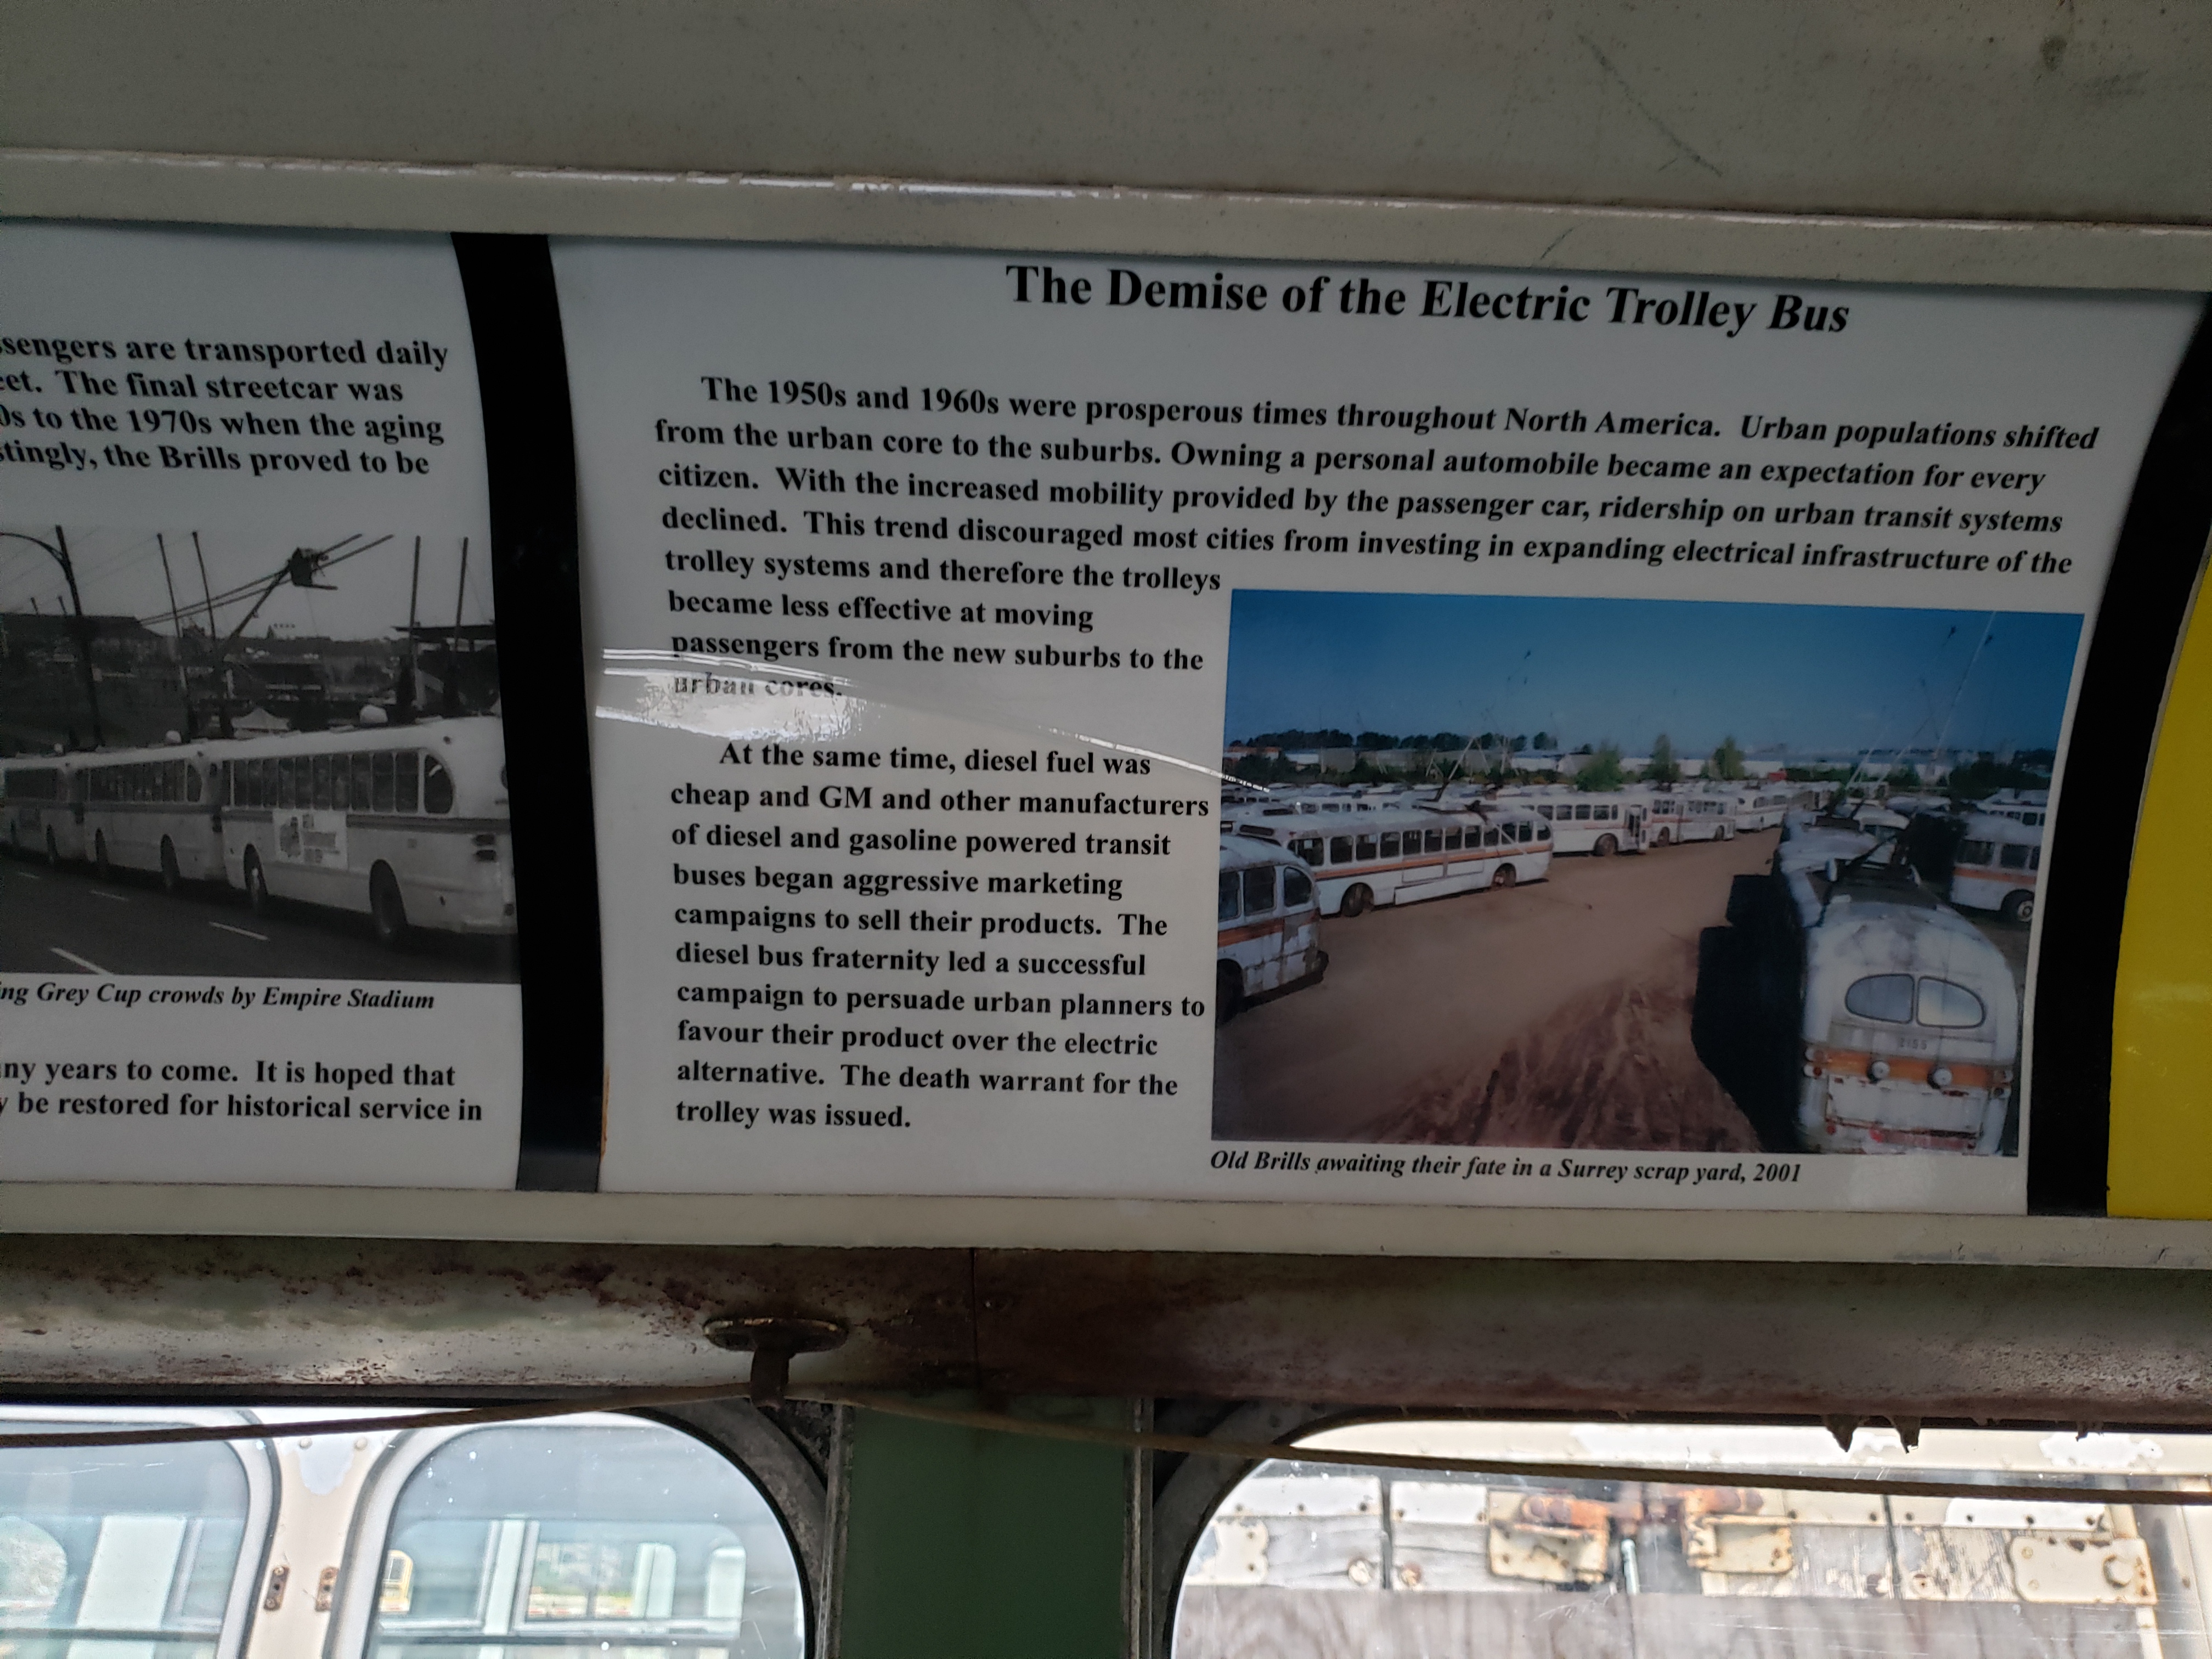 sengers are transported daily
The final streetcar was
to the 1970s when the aging
the Brills proved to be
Grey Cup crowds by Empire Stadium
years to come. It is hoped that
be restored for historical service in
The Demise of the Electric Trolley Bus
The 1950s and 1960s were prosperous times throughout North America. Urban populations shifted
from the urban core to the suburbs. Owning a personal automobile became an expectation for every
citizen. With the increased mobility provided by the passenger car, ridership on urban transit systems
declined. This trend discouraged most cities from investing in expanding electrical infrastructure of the
trolley systems and therefore the trolleys
became less effective at moving
passengers from the new suburbs to the
urban cores.
At the same time, diesel fuel was
cheap and GM and other manufacturers
of diesel and gasoline powered transit
buses began aggressive marketing
campaigns to sell their products. The
diesel bus fraternity led a successful
campaign to persuade urban planners to
favour their product over the electric
alternative. The death warrant for the
trolley was issued.
Old Brills awaiting their fate in a Surrey scrap yard, 2001